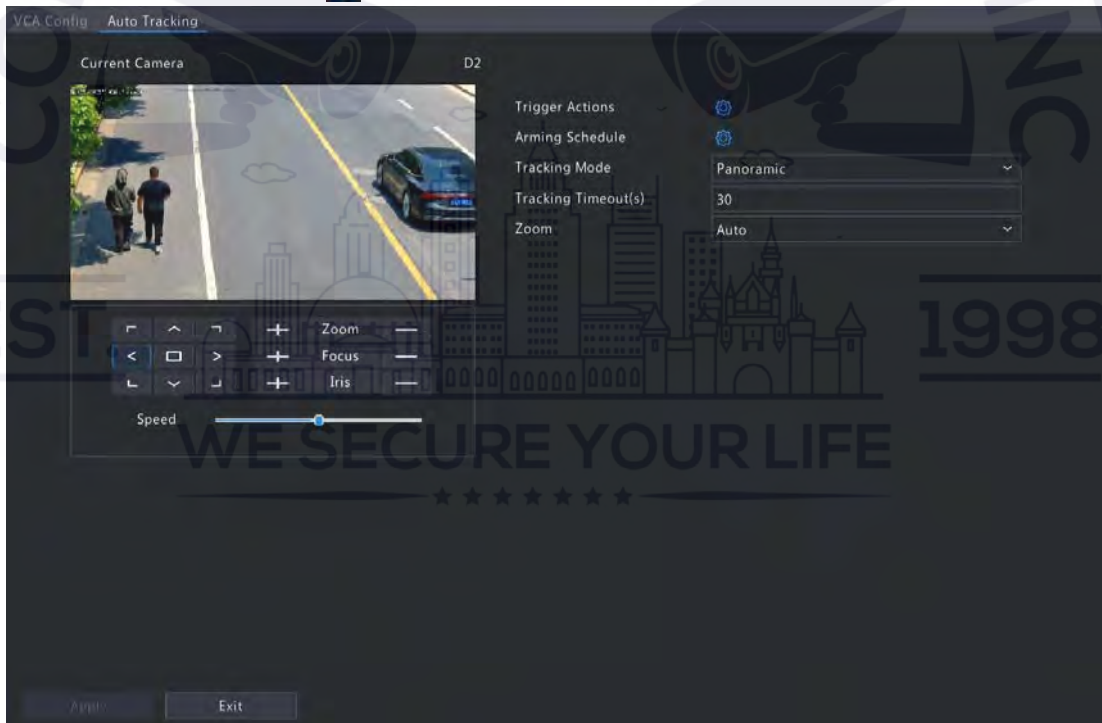 VCA Config Auto Tracking
Current Camera D2
Trigger Actions
Arming Schedule
Tracking Mode Panoramic
Tracking Timeout(s) 30
Zoom Auto
Zoom
Focus
Iris
Speed
1998
WE SECURE YOUR LIFE
Apply Exit